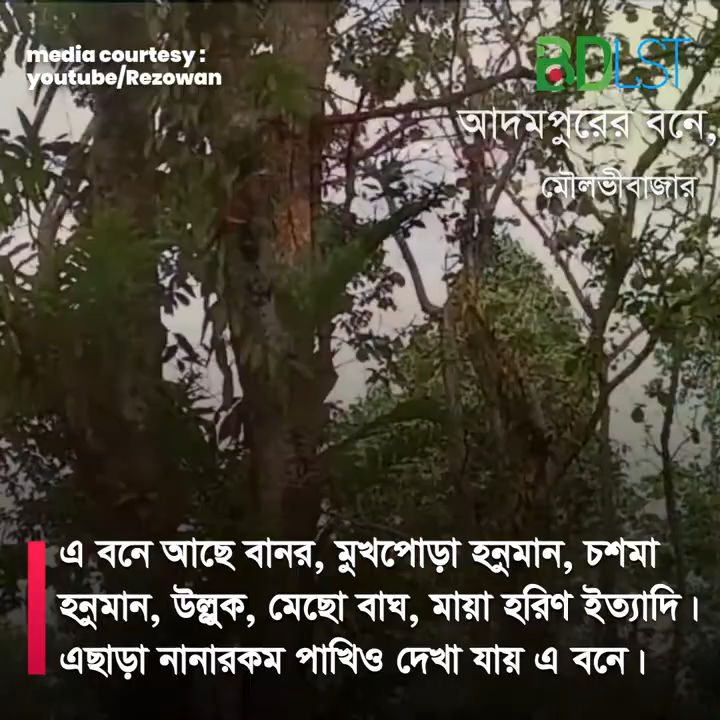 media courtesy :
youtube/Rezowan
BDLST
আদমপুরের বনে,
মৌলভীবাজার
এ বনে আছে বানর, মুখপোড়া হনুমান, চশমা
হনুমান, উল্লুক, মেছো বাঘ, মায়া হরিণ ইত্যাদি।
এছাড়া নানারকম পাখিও দেখা যায় এ বনে।